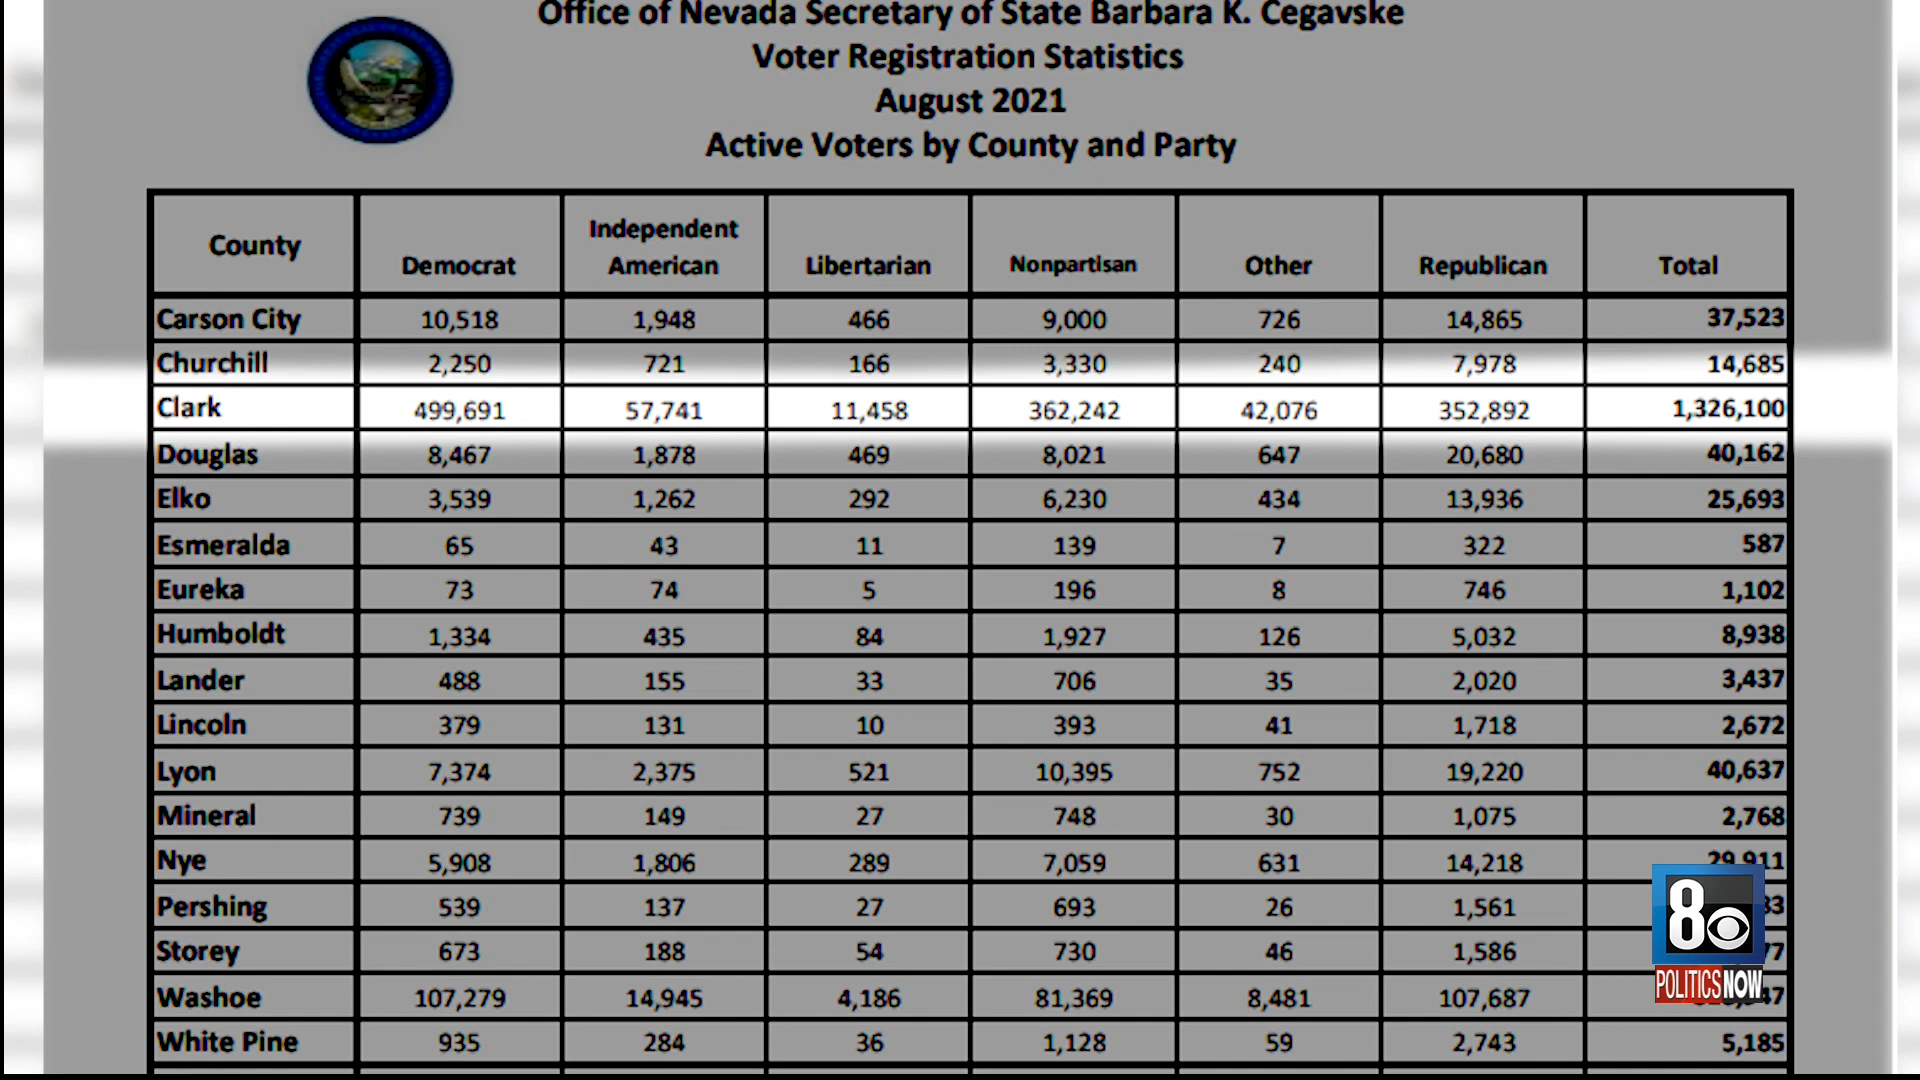 Office of Nevada Secretary of State Barbara K. Cegavske
Voter Registration Statistics
August 2021
Active Voters by County and Party
County Democrat Independent American Libertarian Nonpartisan Other Republican Total
Carson City 10,518 1,948 466 9,000 726 14,865 37,523
Churchill 2,250 721 166 3,330 240 7,978 14,685
Clark 499,691 57,741 11,458 362,242 42,076 352,892 1,326,100
Douglas 8,467 1,878 469 8,021 647 20,680 40,162
Elko 3,539 1,262 292 6,230 434 13,936 25,693
Esmeralda 65 43 11 139 7 322 587
Eureka 73 74 5 196 8 746 1,102
Humboldt 1,334 435 84 1,927 126 5,032 8,938
Lander 488 155 33 706 35 2,020 3,437
Lincoln 379 131 10 393 41 1,718 2,672
Lyon 7,374 2,375 521 10,395 752 19,220 40,637
Mineral 739 149 27 748 30 1,075 2,768
Nye 5,908 1,806 289 7,059 631 14,218 29,911
Pershing 539 137 27 693 26 1,561
Storey 673 188 54 730 46 1,586
Washoe 107,279 14,945 4,186 81,369 8,481 107,687
White Pine 935 284 36 1,128 59 2,743 5,185
8
POLITICS NOW